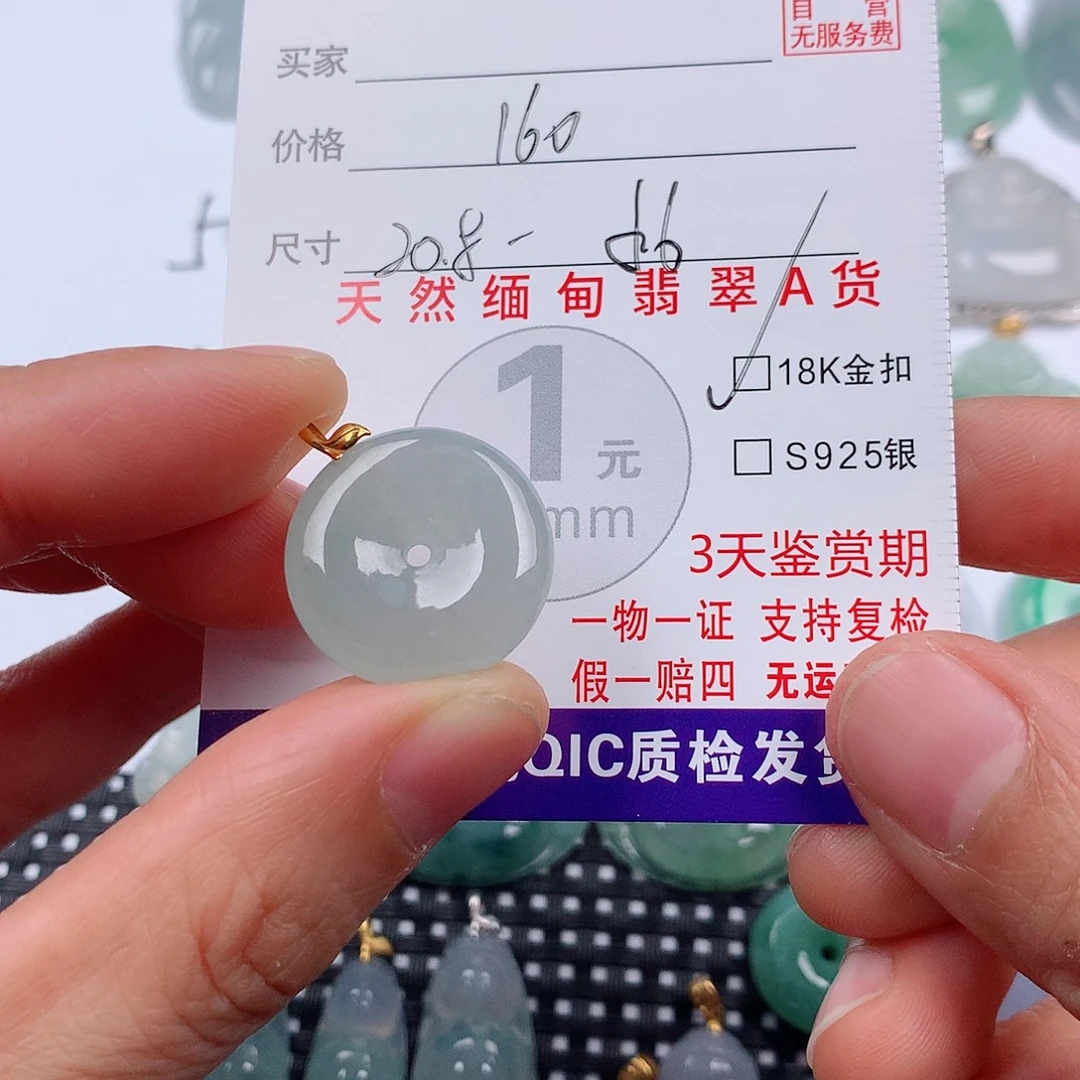 自 营
无服务费
买家
价格 160
尺寸 20.8 -
天然缅甸翡翠A货
1元
mm
18K金扣
S925银
3天鉴赏期
一物一证 支持复检
假一赔四 无运
QIC质检发货